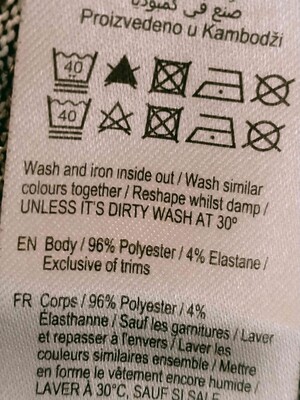 صنع في كمبوديا
Proizvedeno u Kambodži
40
40
Wash and iron inside out / Wash similar
colours together / Reshape whilst damp /
UNLESS IT'S DIRTY WASH AT 30º
EN Body / 96% Polyester / 4% Elastane /
Exclusive of trims
FR Corps / 96% Polyester / 4%
Élasthanne / Sauf les garnitures / Laver
et repasser à l'envers / Laver les
couleurs similaires ensemble / Mettre
en forme le vêtement encore humide /
LAVER À 30°C, SAUF SI SALE